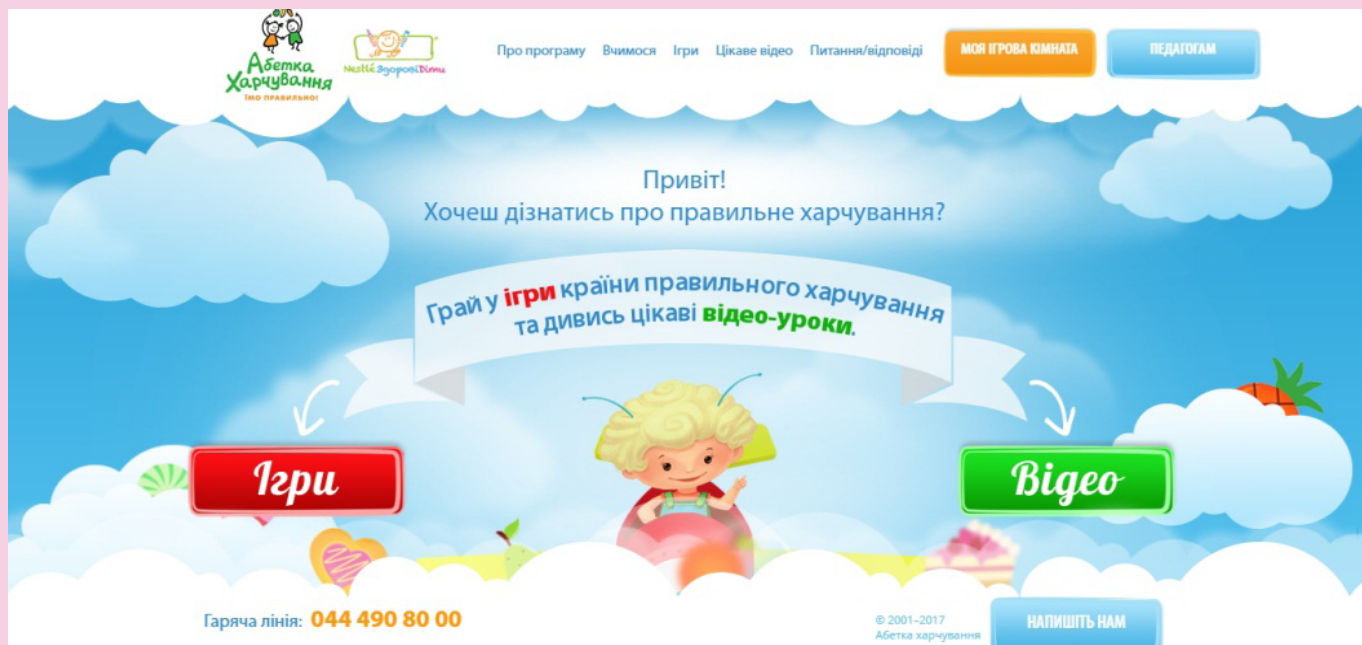 Абетка
Харчування
ЇМО ПРАВИЛЬНО!
Nestlé ЗдоровіDіти
Про програму Вчимося Ігри Цікаве відео Питання/відповіді
МОЯ ІГРОВА КІМНАТА
ПЕДАГОГАМ
Привіт!
Хочеш дізнатись про правильне харчування?
Грай у ігри країни правильного харчування
та дивись цікаві відео-уроки.
Ігри
Відео
Гаряча лінія: 044 490 80 00
© 2001–2017
Абетка харчування
НАПИШІТЬ НАМ